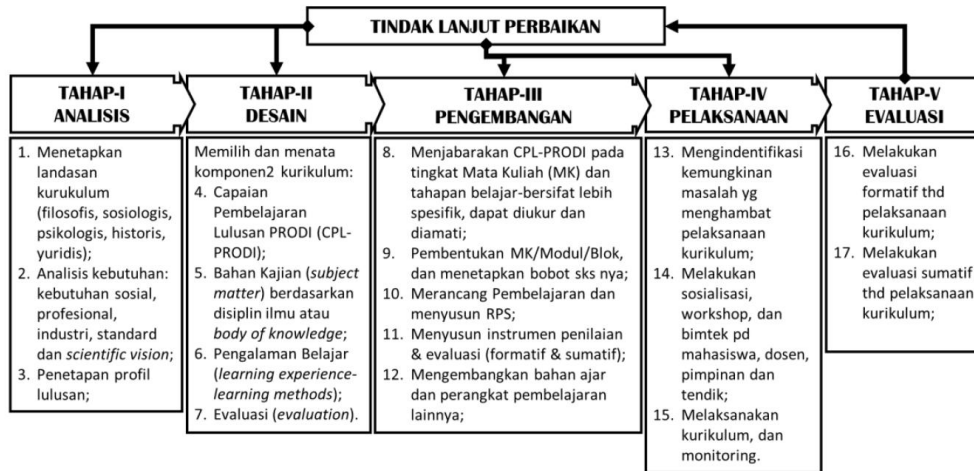 TINDAK LANJUT PERBAIKAN
TAHAP-I
ANALISIS
1. Menetapkan
landasan
kurukulum
(filosofis, sosiologis,
psikologis, historis,
yuridis);
2. Analisis kebutuhan:
kebutuhan sosial,
profesional,
industri, standard
dan scientific vision;
3. Penetapan profil
lulusan;
TAHAP-II
DESAIN
Memilih dan menata
komponen2 kurikulum:
4. Capaian
Pembelajaran
Lulusan PRODI (CPL-
PRODI);
5. Bahan Kajian (subject
matter) berdasarkan
disiplin ilmu atau
body of knowledge;
6. Pengalaman Belajar
(learning experience-
learning methods);
7. Evaluasi (evaluation).
TAHAP-III
PENGEMBANGAN
8. Menjabarakan CPL-PRODI pada
tingkat Mata Kuliah (MK) dan
tahapan belajar-bersifat lebih
spesifik, dapat diukur dan
diamati;
9. Pembentukan MK/Modul/Blok,
dan menetapkan bobot sks nya;
10. Merancang Pembelajaran dan
menyusun RPS;
11. Menyusun instrumen penilaian
& evaluasi (formatif & sumatif);
12. Mengembangkan bahan ajar
dan perangkat pembelajaran
lainnya;
TAHAP-IV
PELAKSANAAN
13. Mengindentifikasi
kemungkinan
masalah yg
menghambat
pelaksanaan
kurikulum;
14. Melakukan
sosialisasi,
workshop, dan
bimtek pd
mahasiswa, dosen,
pimpinan dan
tendik;
15. Melaksanakan
kurikulum, dan
monitoring.
TAHAP-V
EVALUASI
16. Melakukan
evaluasi
formatif thd
pelaksanaan
kurikulum;
17. Melakukan
evaluasi sumatif
thd pelaksanaan
kurikulum;